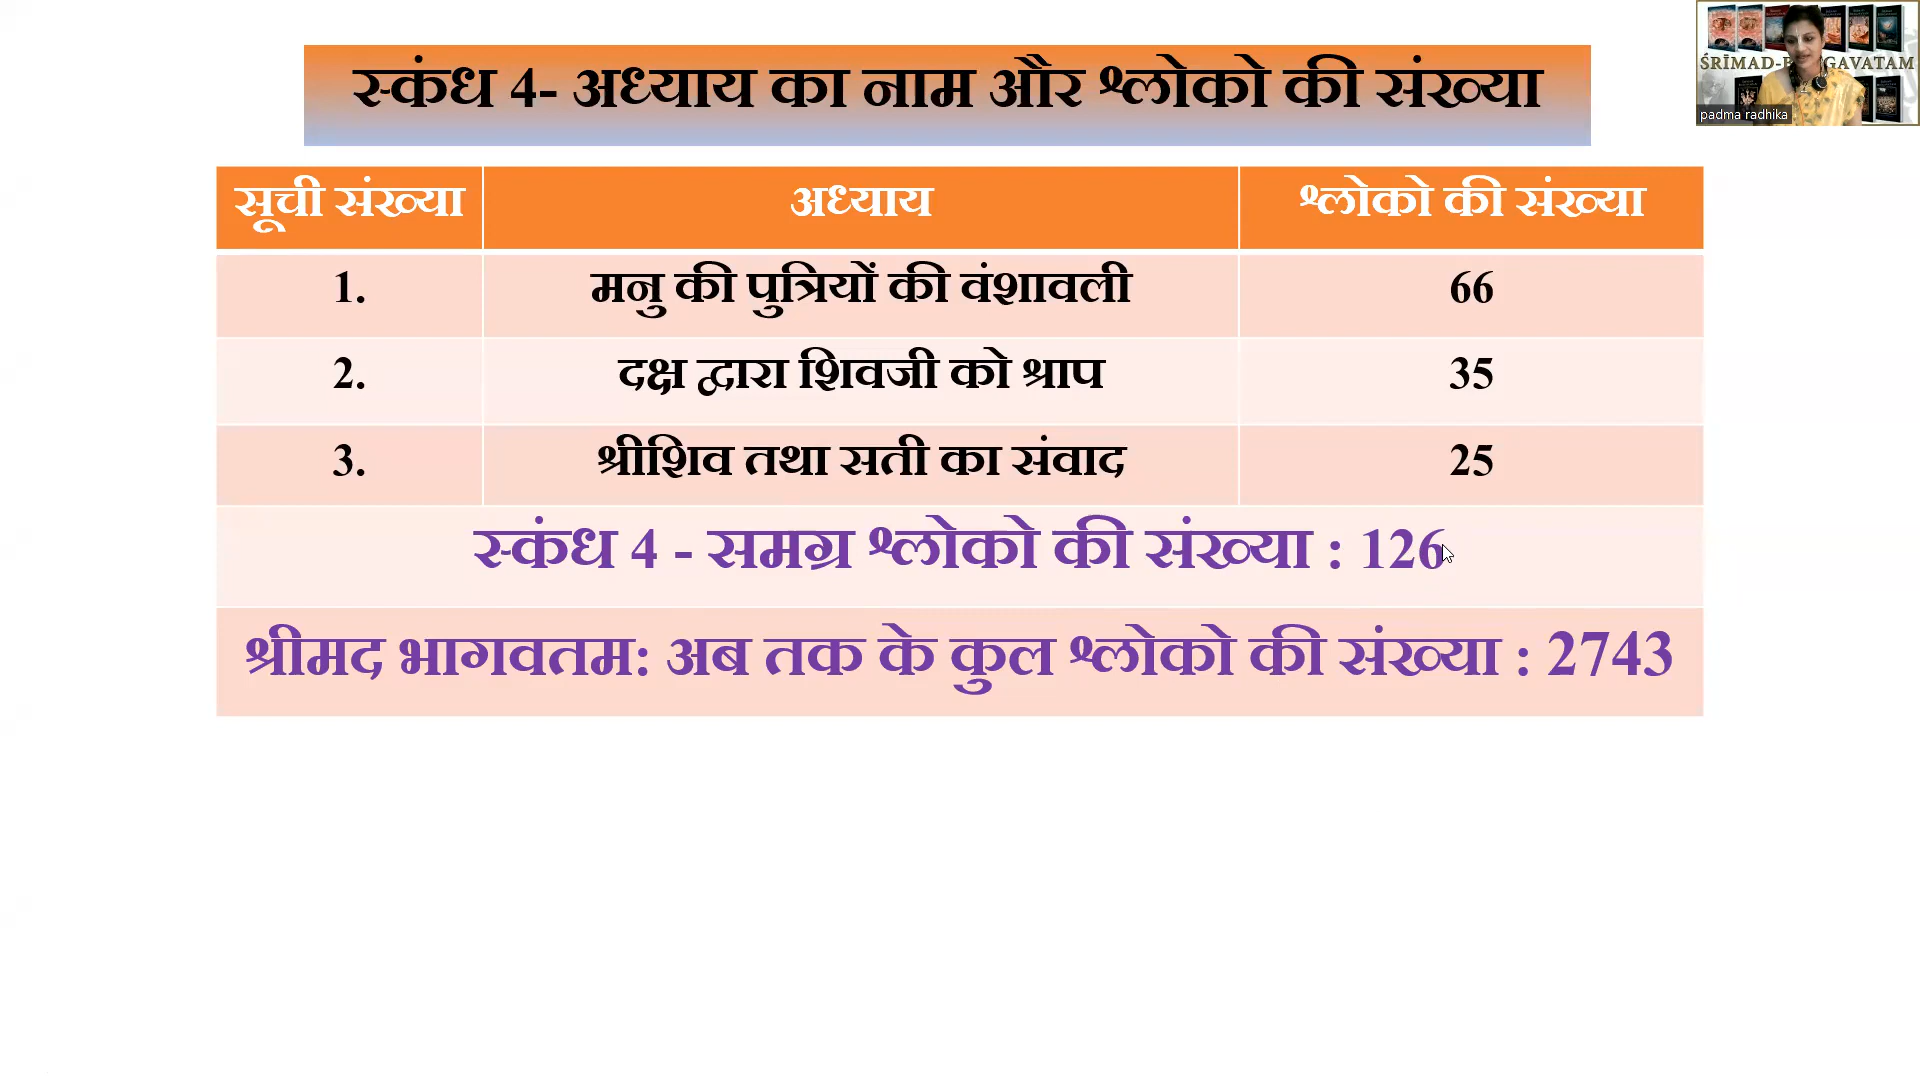 स्कंध 4- अध्याय का नाम और श्लोको की संख्या
सूची संख्या अध्याय श्लोको की संख्या
1. मनु की पुत्रियों की वंशावली 66
2. दक्ष द्वारा शिवजी को श्राप 35
3. श्रीशिव तथा सती का संवाद 25
स्कंध 4 - समग्र श्लोको की संख्या : 126
श्रीमद भागवतम: अब तक के कुल श्लोको की संख्या : 2743
padma radhika